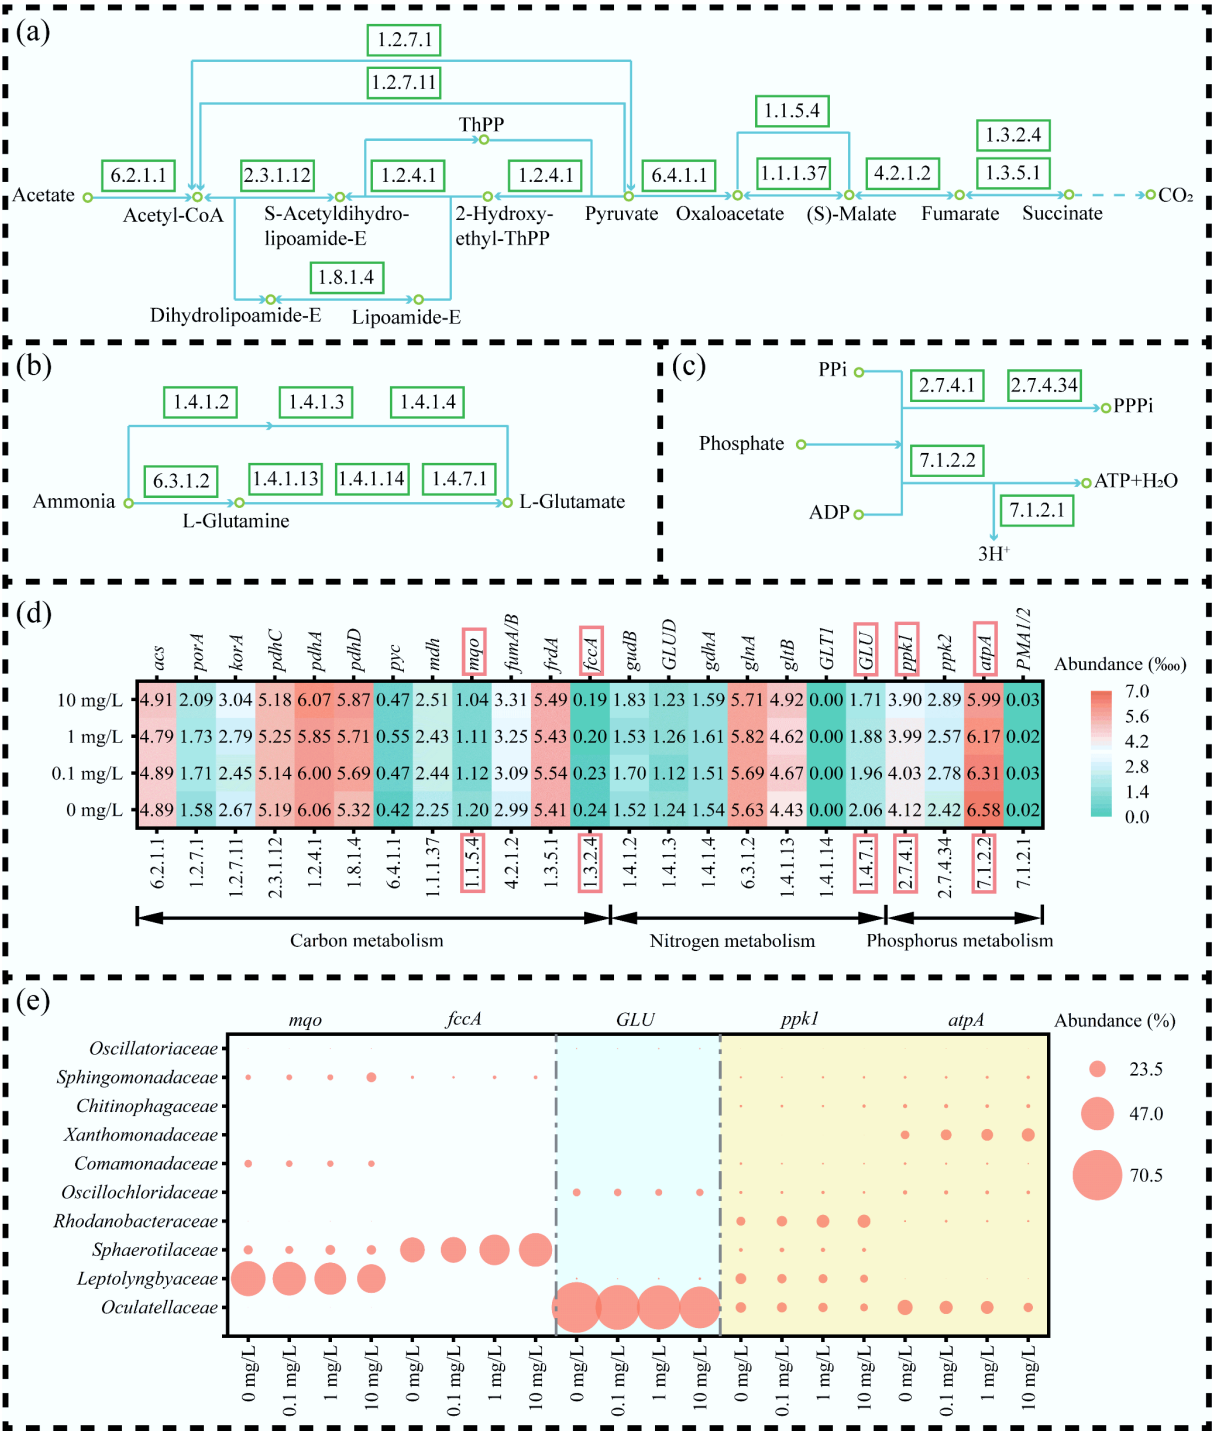 (a)
1.2.7.1
1.2.7.11
ThPP
1.1.5.4
1.3.2.4
6.2.1.1
2.3.1.12
1.2.4.1
1.2.4.1
6.4.1.1
1.1.1.37
4.2.1.2
1.3.5.1
Acetate
Acetyl-CoA
S-Acetyldihydro-
lipoamide-E
2-Hydroxy-
ethyl-ThPP
Pyruvate
Oxaloacetate
(S)-Malate
Fumarate
Succinate
CO₂
1.8.1.4
Dihydrolipoamide-E
Lipoamide-E
(b)
1.4.1.2
1.4.1.3
1.4.1.4
6.3.1.2
1.4.1.13
1.4.1.14
1.4.7.1
Ammonia
L-Glutamine
L-Glutamate
(c)
PPi
2.7.4.1
2.7.4.34
PPPi
Phosphate
7.1.2.2
ATP+H₂O
ADP
7.1.2.1
3H⁺
(d)
acs porA korA pdhC pdhA pdhD pyc mdh mqo fumA/B frdA fccA gudB GLUD gdhA glnA gltB GLT1 GLU ppk1 ppk2 atpA PMA1/2
10 mg/L 4.91 2.09 3.04 5.18 6.07 5.87 0.47 2.51 1.04 3.31 5.49 0.19 1.83 1.23 1.59 5.71 4.92 0.00 1.71 3.90 2.89 5.99 0.03
1 mg/L 4.79 1.73 2.79 5.25 5.85 5.71 0.55 2.43 1.11 3.25 5.43 0.20 1.53 1.26 1.61 5.82 4.62 0.00 1.88 3.99 2.57 6.17 0.02
0.1 mg/L 4.89 1.71 2.45 5.14 6.00 5.69 0.47 2.44 1.12 3.09 5.54 0.23 1.70 1.12 1.51 5.69 4.67 0.00 1.96 4.03 2.78 6.31 0.03
0 mg/L 4.89 1.58 2.67 5.19 6.06 5.32 0.42 2.25 1.20 2.99 5.41 0.24 1.52 1.24 1.54 5.63 4.43 0.00 2.06 4.12 2.42 6.58 0.02
6.2.1.1 1.2.7.1 1.2.7.11 2.3.1.12 1.2.4.1 1.8.1.4 6.4.1.1 1.1.1.37 1.1.5.4 4.2.1.2 1.3.5.1 1.3.2.4 1.4.1.2 1.4.1.3 1.4.1.4 6.3.1.2 1.4.1.13 1.4.1.14 1.4.7.1 2.7.4.1 2.7.4.34 7.1.2.2 7.1.2.1
Carbon metabolism
Nitrogen metabolism
Phosphorus metabolism
Abundance (‱)
7.0
5.6
4.2
2.8
1.4
0.0
(e)
mqo fccA GLU ppk1 atpA
Oscillatoriaceae
Sphingomonadaceae
Chitinophagaceae
Xanthomonadaceae
Comamonadaceae
Oscillochloridaceae
Rhodanobacteraceae
Sphaerotilaceae
Leptolyngbyaceae
Oculatellaceae
0 mg/L 0.1 mg/L 1 mg/L 10 mg/L 0 mg/L 0.1 mg/L 1 mg/L 10 mg/L 0 mg/L 0.1 mg/L 1 mg/L 10 mg/L 0 mg/L 0.1 mg/L 1 mg/L 10 mg/L 0 mg/L 0.1 mg/L 1 mg/L 10 mg/L
Abundance (%)
23.5
47.0
70.5